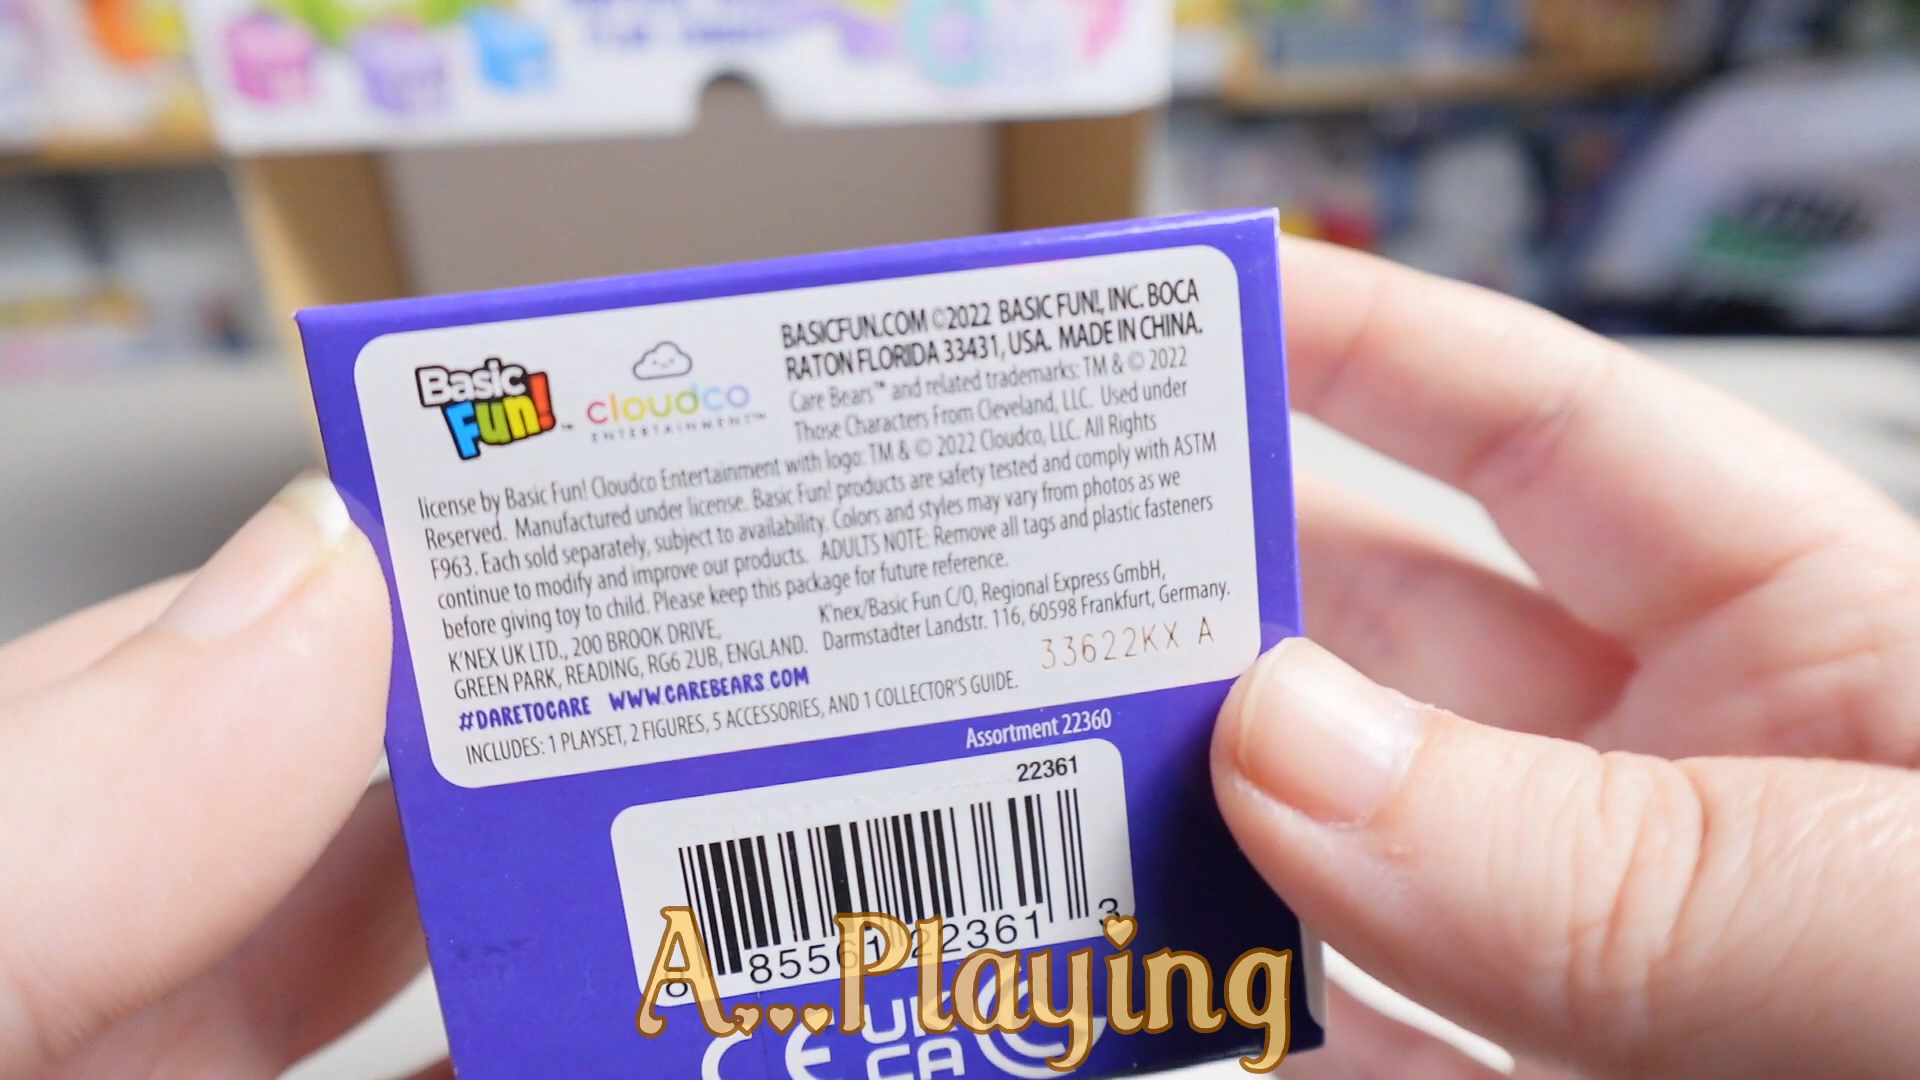 Basic
Fun!™
cloudco
ENTERTAINMENT™
BASICFUN.COM ©2022 BASIC FUN!, INC. BOCA
RATON FLORIDA 33431, USA. MADE IN CHINA.
Care Bears™ and related trademarks: TM & © 2022
Those Characters From Cleveland, LLC. Used under
license by Basic Fun! Cloudco Entertainment with logo: TM & © 2022 Cloudco, LLC. All Rights
Reserved. Manufactured under license. Basic Fun! products are safety tested and comply with ASTM
F963. Each sold separately, subject to availability. Colors and styles may vary from photos as we
continue to modify and improve our products. ADULTS NOTE: Remove all tags and plastic fasteners
before giving toy to child. Please keep this package for future reference.
K'NEX UK LTD., 200 BROOK DRIVE,
GREEN PARK, READING, RG6 2UB, ENGLAND.
K'nex/Basic Fun C/O, Regional Express GmbH,
Darmstadter Landstr. 116, 60598 Frankfurt, Germany.
33622KX A
#DARETOCARE WWW.CAREBEARS.COM
INCLUDES: 1 PLAYSET, 2 FIGURES, 5 ACCESSORIES, AND 1 COLLECTOR'S GUIDE.
Assortment 22360
22361
8 85561 22361 3
CE UK
CA
A...Playing